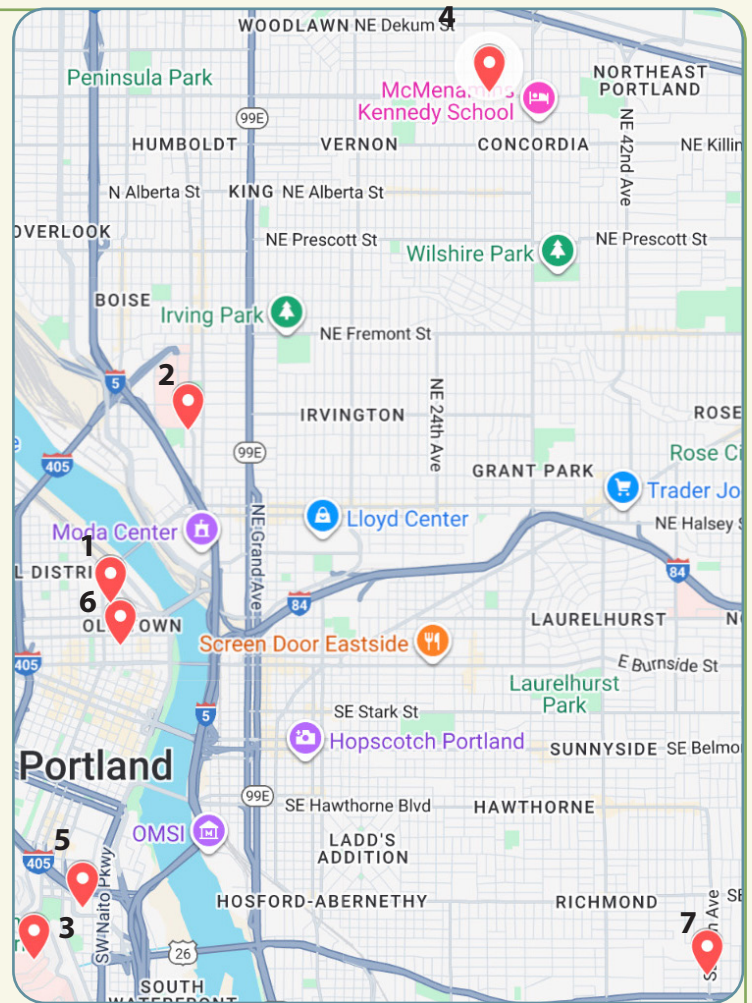 4
WOODLAWN NE Dekum St
Peninsula Park
NORTHEAST
PORTLAND
McMenamins
Kennedy School
99E
NE 42nd Ave
HUMBOLDT VERNON CONCORDIA NE Killin
N Alberta St KING NE Alberta St
OVERLOOK
NE Prescott St
Wilshire Park
NE Prescott St
BOISE
Irving Park
NE Fremont St
5
2
NE 24th Ave
IRVINGTON
ROSE
99E
405
GRANT PARK
Rose Ci
Trader Jo
Moda Center
NE Grand Ave
Lloyd Center
NE Halsey S
1
L DISTRI
84
6
84
LAURELHURST
OL TOWN
Screen Door Eastside
405
E Burnside St
Laurelhurst
Park
5
SE Stark St
Hopscotch Portland
SUNNYSIDE SE Belmo
Portland
99E
SE Hawthorne Blvd
HAWTHORNE
OMSI
LADD'S
ADDITION
5
405
SW Naito Pkwy
HOSFORD-ABERNETHY
RICHMOND
SE
Ave
3
7
26
SOUTH
WATERFRONT